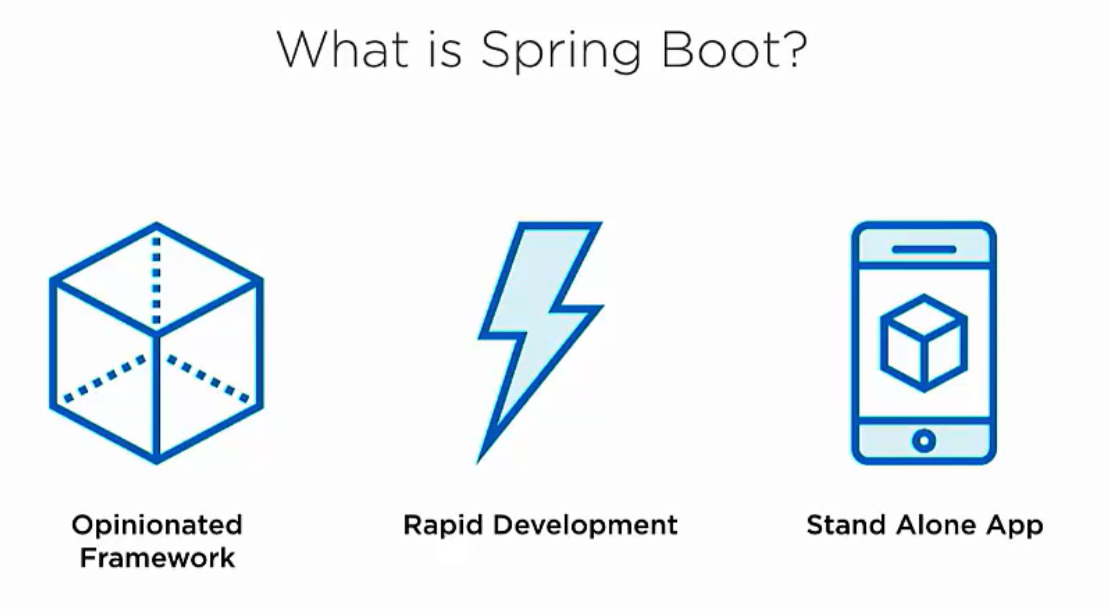 What is Spring Boot?
Opinionated
Framework
Rapid Development
Stand Alone App